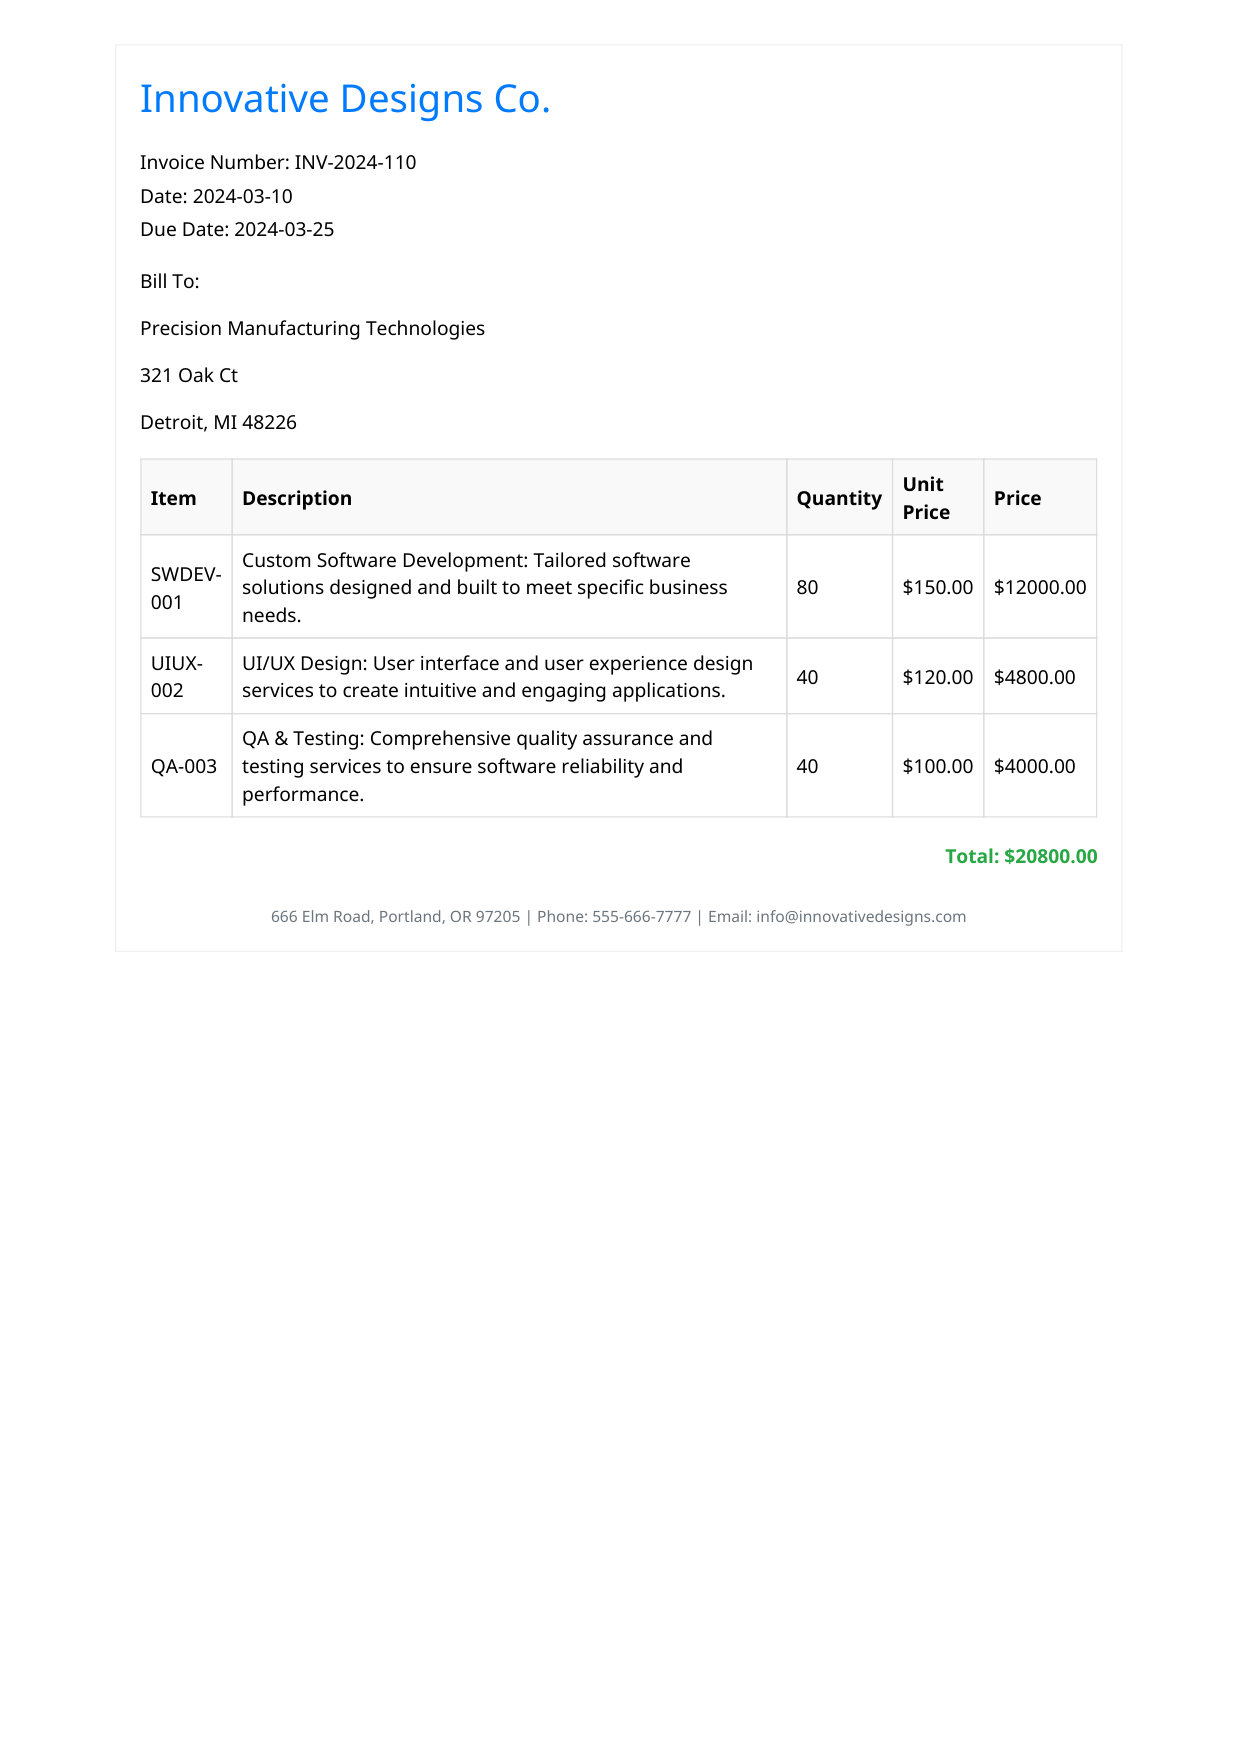 Innovative Designs Co.
Invoice Number: INV-2024-110
Date: 2024-03-10
Due Date: 2024-03-25
Bill To:
Precision Manufacturing Technologies
321 Oak Ct
Detroit, MI 48226
Item Description Quantity Unit Price Price
SWDEV-001 Custom Software Development: Tailored software
solutions designed and built to meet specific business
needs. 80 $150.00 $12000.00
UIUX-002 UI/UX Design: User interface and user experience design
services to create intuitive and engaging applications. 40 $120.00 $4800.00
QA-003 QA & Testing: Comprehensive quality assurance and
testing services to ensure software reliability and
performance. 40 $100.00 $4000.00
Total: $20800.00
666 Elm Road, Portland, OR 97205 | Phone: 555-666-7777 | Email: info@innovativedesigns.com